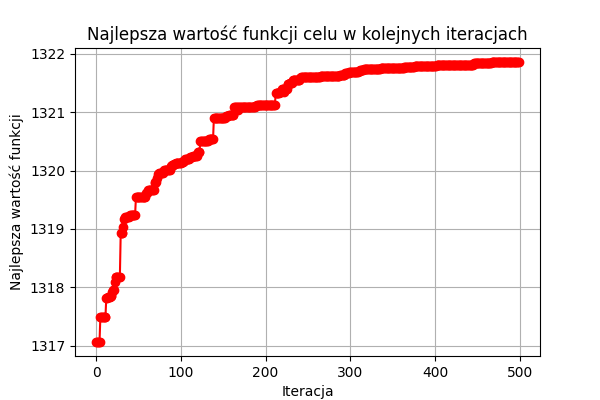 Najlepsza wartość funkcji celu w kolejnych iteracjach
1322
1321
1320
1319
1318
1317
Najlepsza wartość funkcji
0 100 200 300 400 500
Iteracja